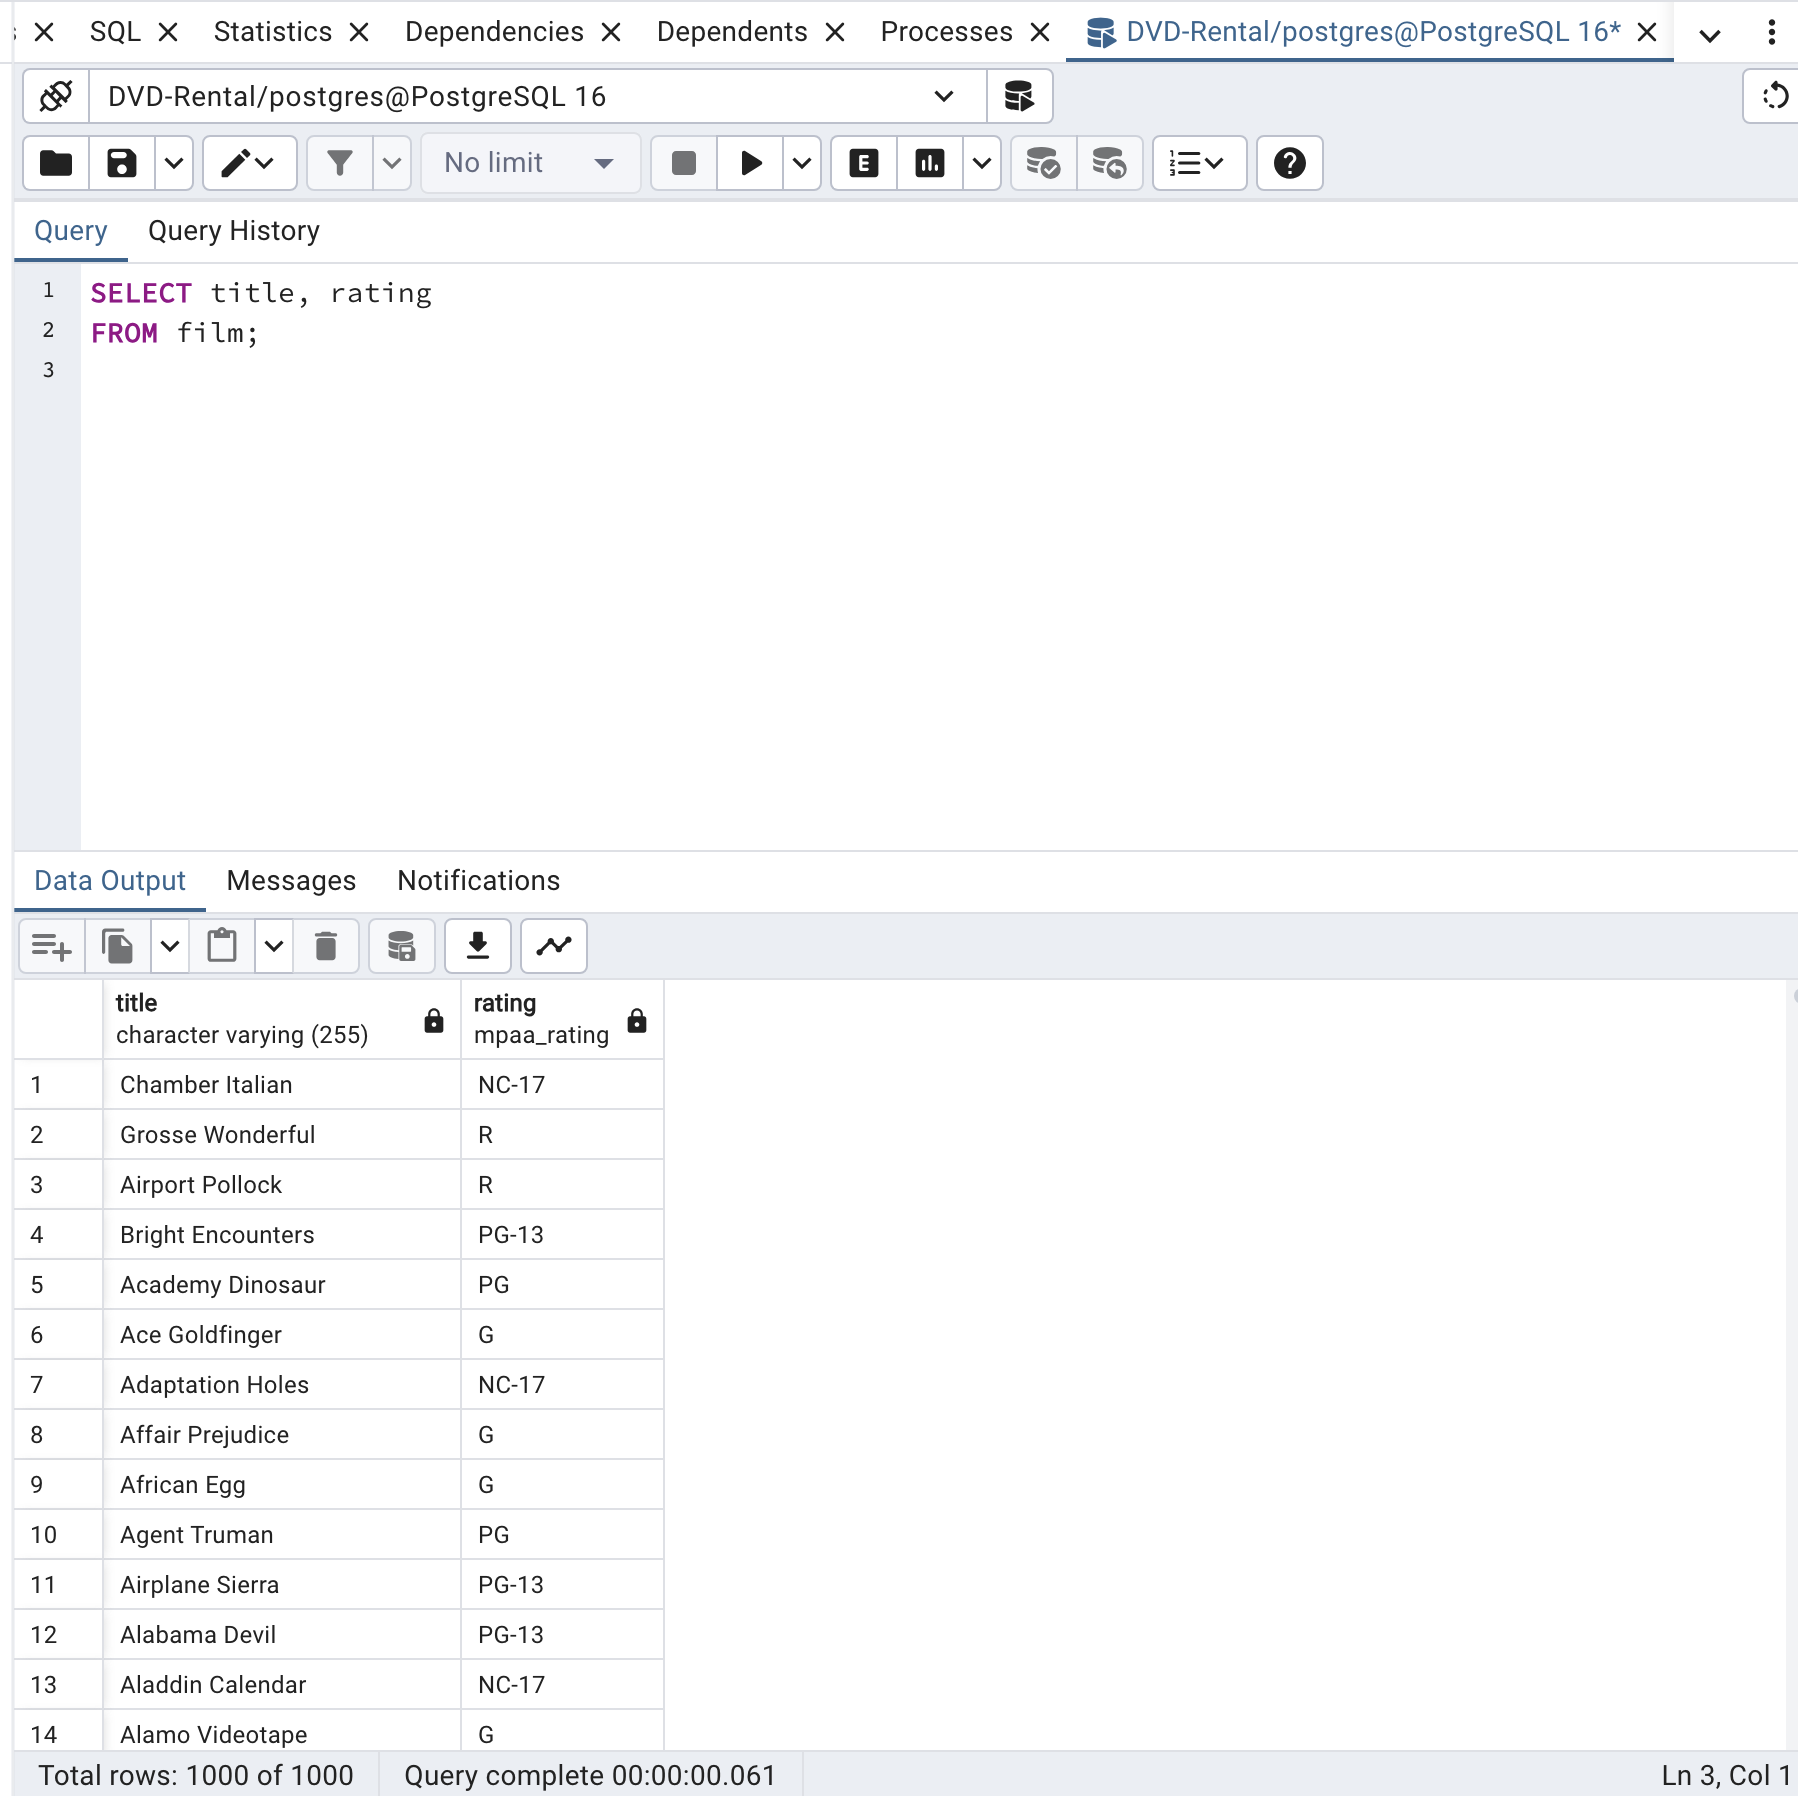 SQL Statistics Dependencies Dependents Processes DVD-Rental/postgres@PostgreSQL 16*
DVD-Rental/postgres@PostgreSQL 16
No limit E
Query Query History
1 SELECT title, rating
2 FROM film;
3
Data Output Messages Notifications
title rating
character varying (255) mpaa_rating
1 Chamber Italian NC-17
2 Grosse Wonderful R
3 Airport Pollock R
4 Bright Encounters PG-13
5 Academy Dinosaur PG
6 Ace Goldfinger G
7 Adaptation Holes NC-17
8 Affair Prejudice G
9 African Egg G
10 Agent Truman PG
11 Airplane Sierra PG-13
12 Alabama Devil PG-13
13 Aladdin Calendar NC-17
14 Alamo Videotape G
Total rows: 1000 of 1000 Query complete 00:00:00.061 Ln 3, Col 1